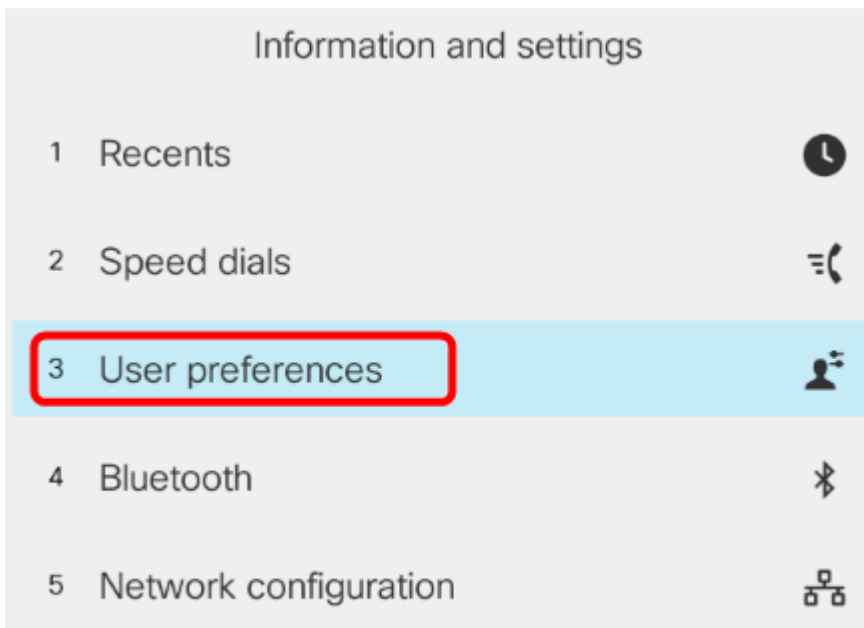 Information and settings
1 Recents
2 Speed dials
3 User preferences
4 Bluetooth
5 Network configuration